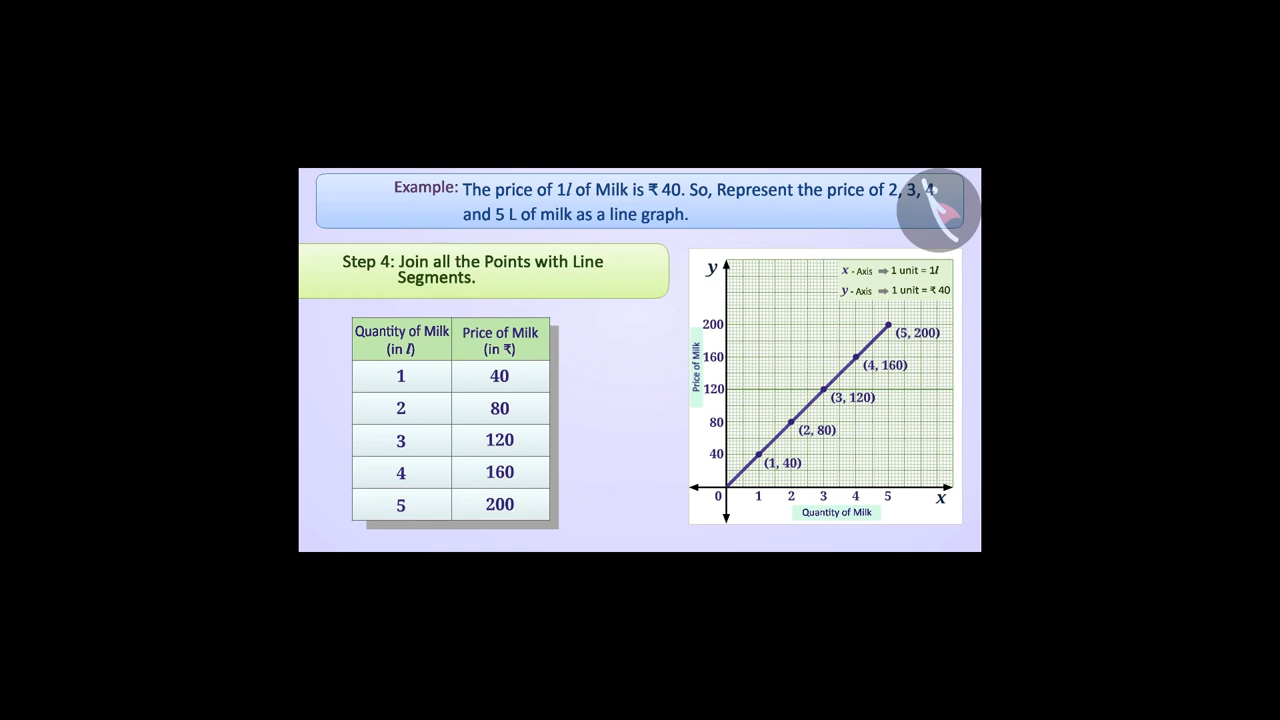 Example: The price of 1l of Milk is ₹ 40. So, Represent the price of 2, 3, 4
and 5 L of milk as a line graph.
Step 4: Join all the Points with Line
Segments.
Quantity of Milk Price of Milk
(in l) (in ₹)
1 40
2 80
3 120
4 160
5 200
y
x - Axis ⇒ 1 unit = 1l
y - Axis ⇒ 1 unit = ₹ 40
200
(5, 200)
160
(4, 160)
Price of Milk
120
(3, 120)
80
(2, 80)
40
(1, 40)
0 1 2 3 4 5 x
Quantity of Milk